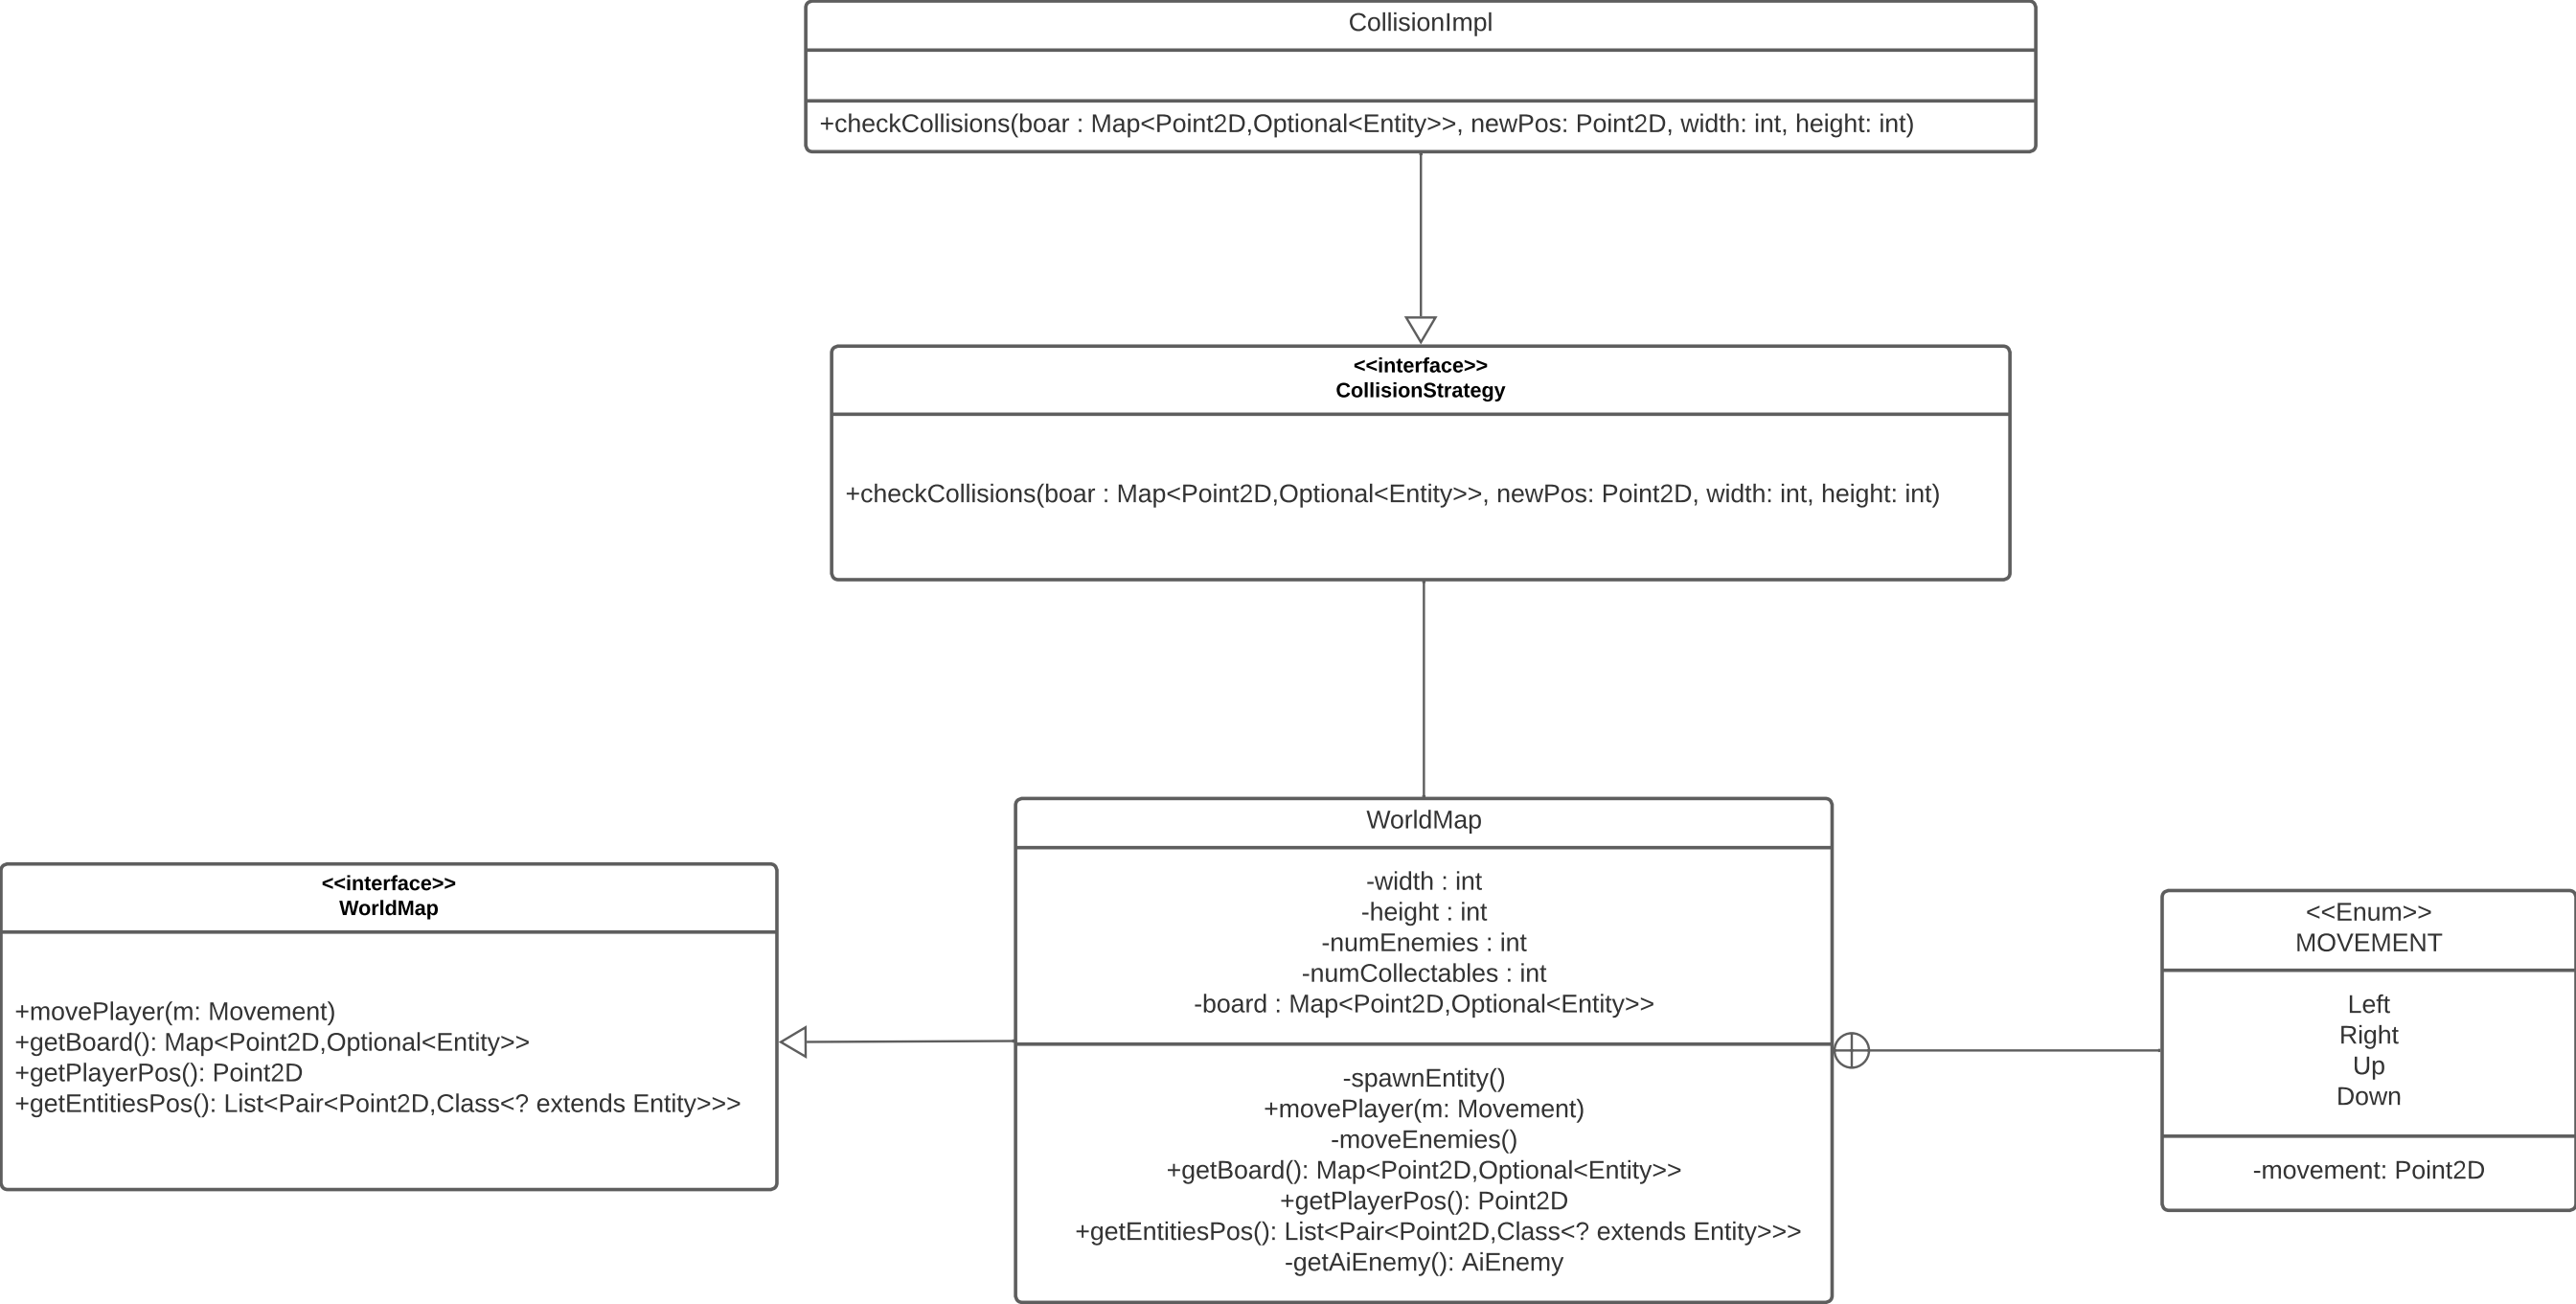 CollisionImpl
+checkCollisions(boar : Map<Point2D,Optional<Entity>>, newPos: Point2D, width: int, height: int)
<<interface>>
CollisionStrategy
+checkCollisions(boar : Map<Point2D,Optional<Entity>>, newPos: Point2D, width: int, height: int)
<<interface>>
WorldMap
+movePlayer(m: Movement)
+getBoard(): Map<Point2D,Optional<Entity>>
+getPlayerPos(): Point2D
+getEntitiesPos(): List<Pair<Point2D,Class<? extends Entity>>>
WorldMap
-width : int
-height : int
-numEnemies : int
-numCollectables : int
-board : Map<Point2D,Optional<Entity>>
-spawnEntity()
+movePlayer(m: Movement)
-moveEnemies()
+getBoard(): Map<Point2D,Optional<Entity>>
+getPlayerPos(): Point2D
+getEntitiesPos(): List<Pair<Point2D,Class<? extends Entity>>>
-getAiEnemy(): AiEnemy
<<Enum>>
MOVEMENT
Left
Right
Up
Down
-movement: Point2D